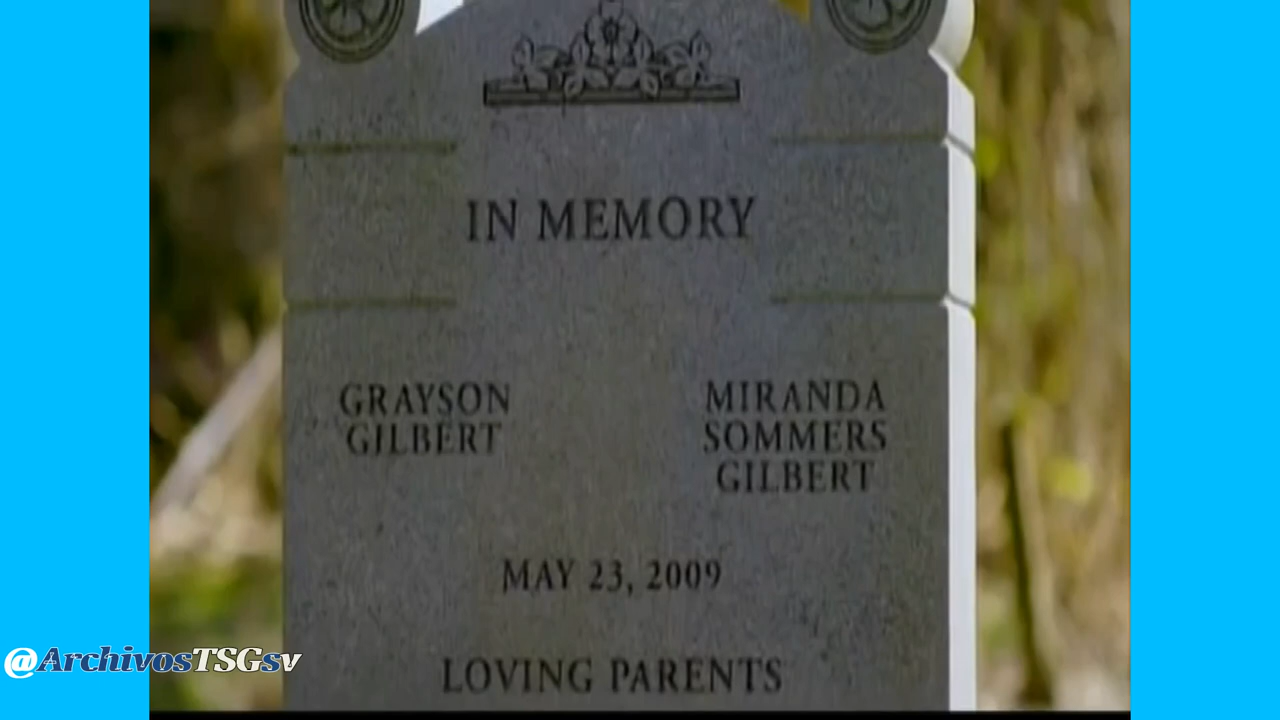 IN MEMORY
GRAYSON
GILBERT
MIRANDA
SOMMERS
GILBERT
MAY 23, 2009
LOVING PARENTS
@ArchivosTSGsv